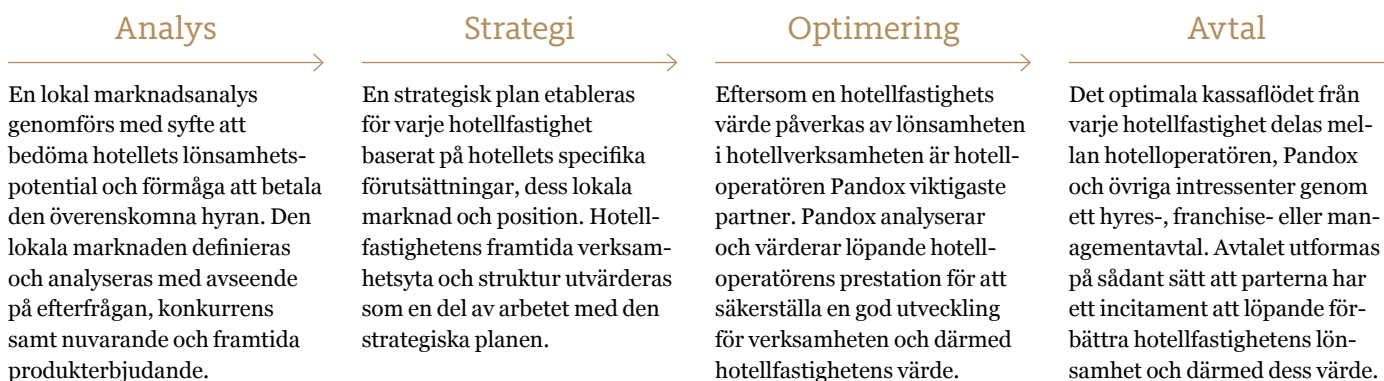 Analys
En lokal marknadsanalys
genomförs med syfte att
bedöma hotellets lönsamhets-
potential och förmåga att betala
den överenskomna hyran. Den
lokala marknaden definieras
och analyseras med avseende
på efterfrågan, konkurrens
samt nuvarande och framtida
produkterbjudande.
Strategi
En strategisk plan etableras
för varje hotellfastighet
baserat på hotellets specifika
förutsättningar, dess lokala
marknad och position. Hotell-
fastighetens framtida verksam-
hetsyta och struktur utvärderas
som en del av arbetet med den
strategiska planen.
Optimering
Eftersom en hotellfastighets
värde påverkas av lönsamheten
i hotellverksamheten är hotell-
operatören Pandox viktigaste
partner. Pandox analyserar
och värderar löpande hotell-
operatörens prestation för att
säkerställa en god utveckling
för verksamheten och därmed
hotellfastighetens värde.
Avtal
Det optimala kassaflödet från
varje hotellfastighet delas mel-
lan hotelloperatören, Pandox
och övriga intressenter genom
ett hyres-, franchise- eller man-
agementavtal. Avtalet utformas
på sådant sätt att parterna har
ett incitament att löpande för-
bättra hotellfastighetens lön-
samhet och därmed dess värde.